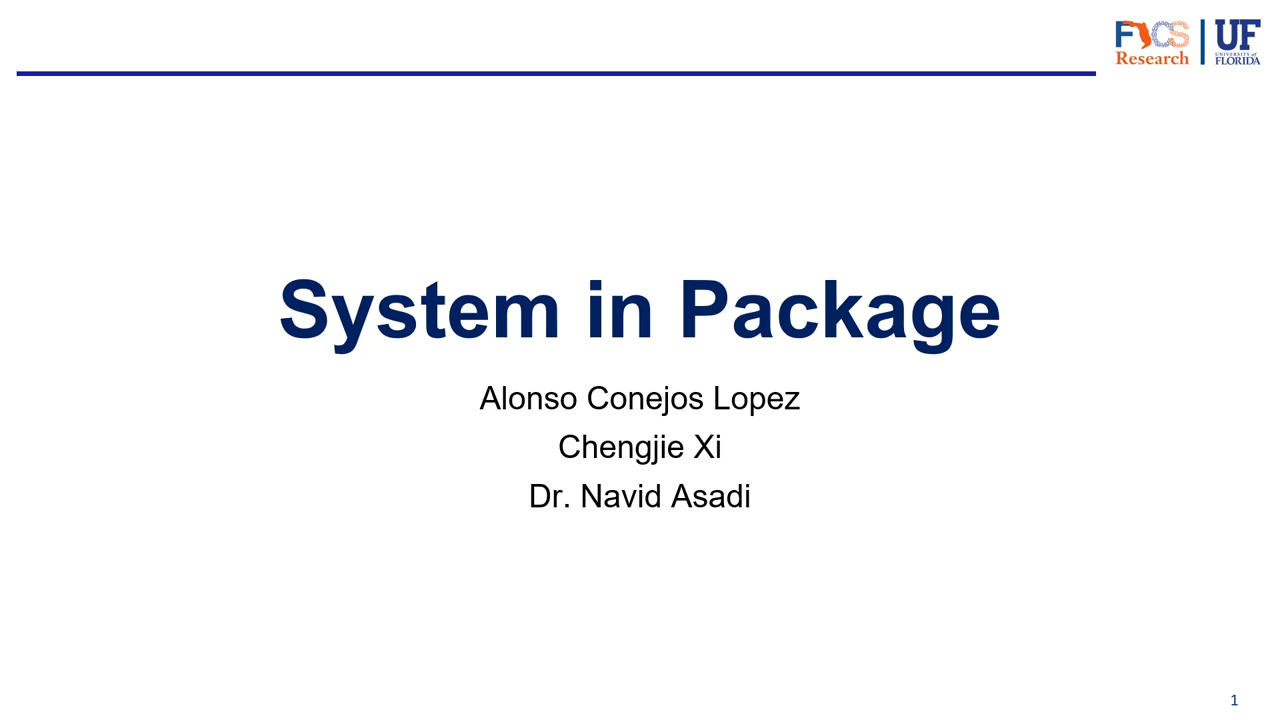 FICS
Research
UF
UNIVERSITY of
FLORIDA
System in Package
Alonso Conejos Lopez
Chengjie Xi
Dr. Navid Asadi
1